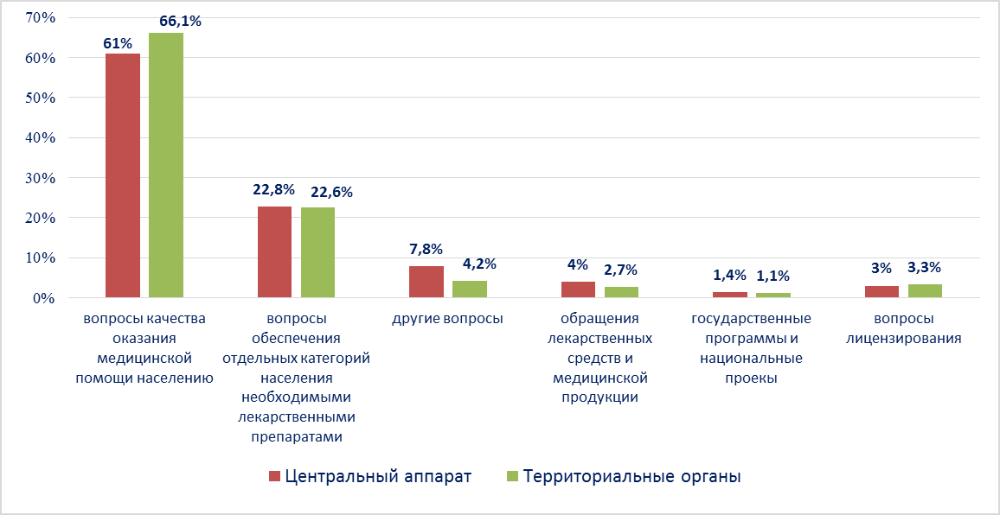 70%
60%
50%
40%
30%
20%
10%
0%
61%
66,1%
22,8%
22,6%
7,8%
4,2%
4%
2,7%
1,4%
1,1%
3%
3,3%
вопросы качества
оказания
медицинской
помощи населению
вопросы
обеспечения
отдельных категорий
населения
необходимыми
лекарственными
препаратами
другие вопросы
обращения
лекарственных
средств и
медицинской
продукции
государственные
программы и
национальные
проекы
вопросы
лицензирования
Центральный аппарат
Территориальные органы